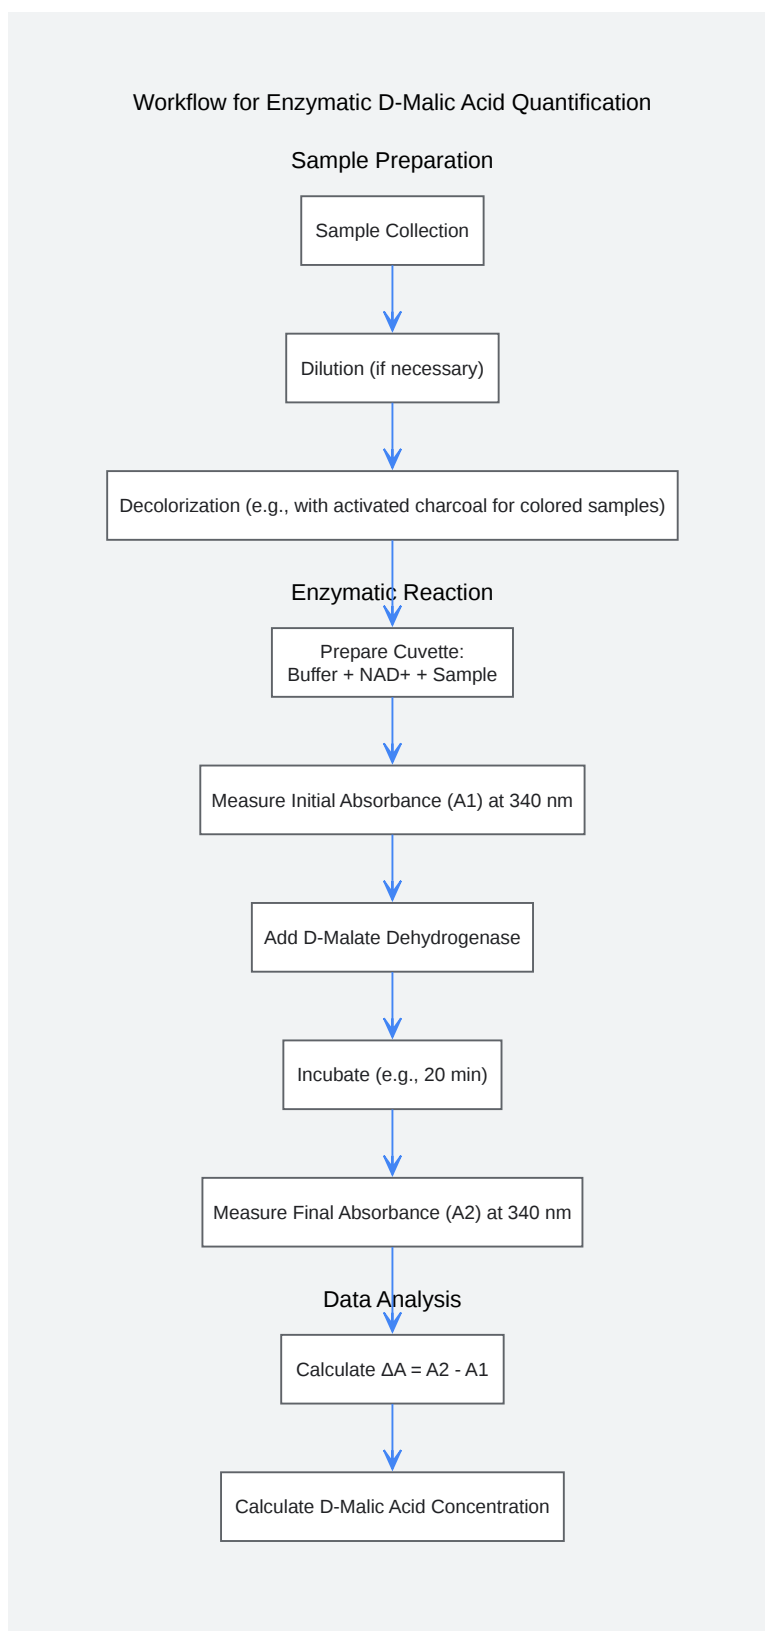 Workflow for Enzymatic D-Malic Acid Quantification
Sample Preparation
Sample Collection
Dilution (if necessary)
Decolorization (e.g., with activated charcoal for colored samples)
Enzymatic Reaction
Prepare Cuvette:
Buffer + NAD+ + Sample
Measure Initial Absorbance (A1) at 340 nm
Add D-Malate Dehydrogenase
Incubate (e.g., 20 min)
Measure Final Absorbance (A2) at 340 nm
Data Analysis
Calculate ΔA = A2 - A1
Calculate D-Malic Acid Concentration